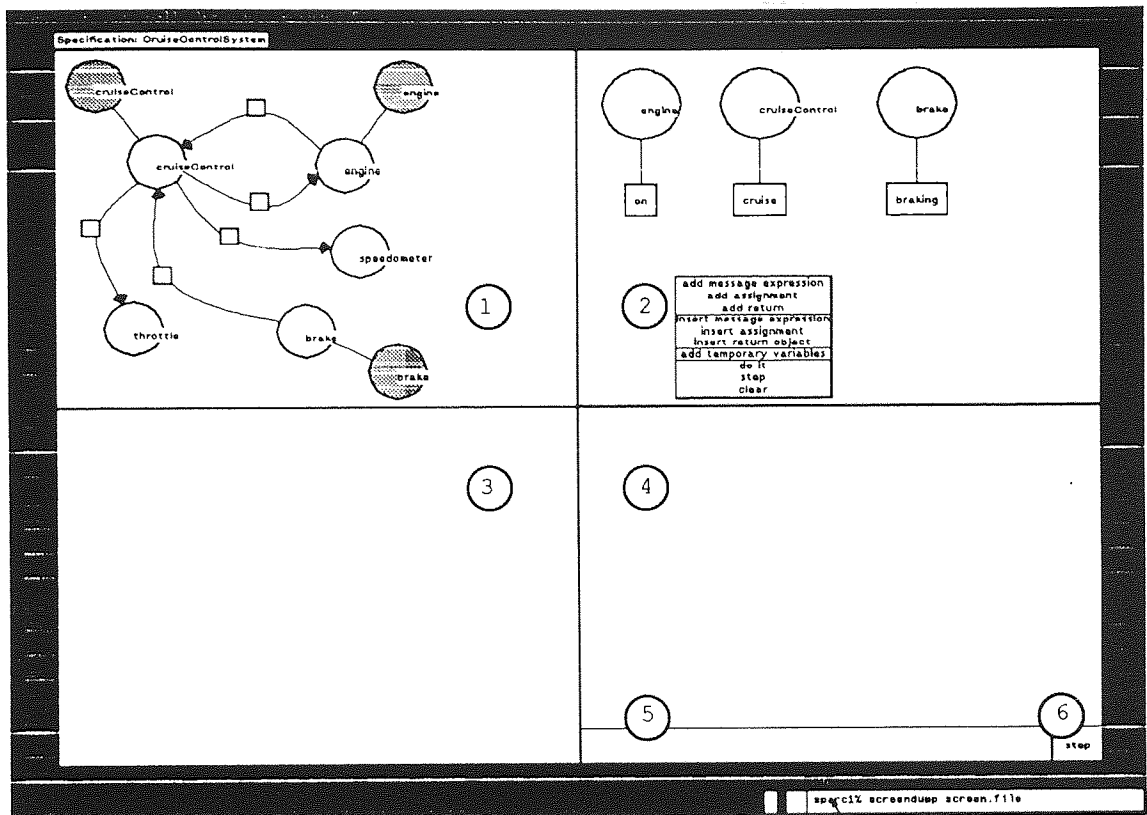 Specification: CruiseControlSystem
cruiseControl
engine
cruiseControl
engine
speedometer
throttle
brake
brake
1
engine
cruiseControl
brake
on
cruise
braking
2
add message expression
add assignment
add return
insert message expression
insert assignment
insert return object
add temporary variables
do it
step
clear
3
4
5
6
step
sparc1% screendump screen.file